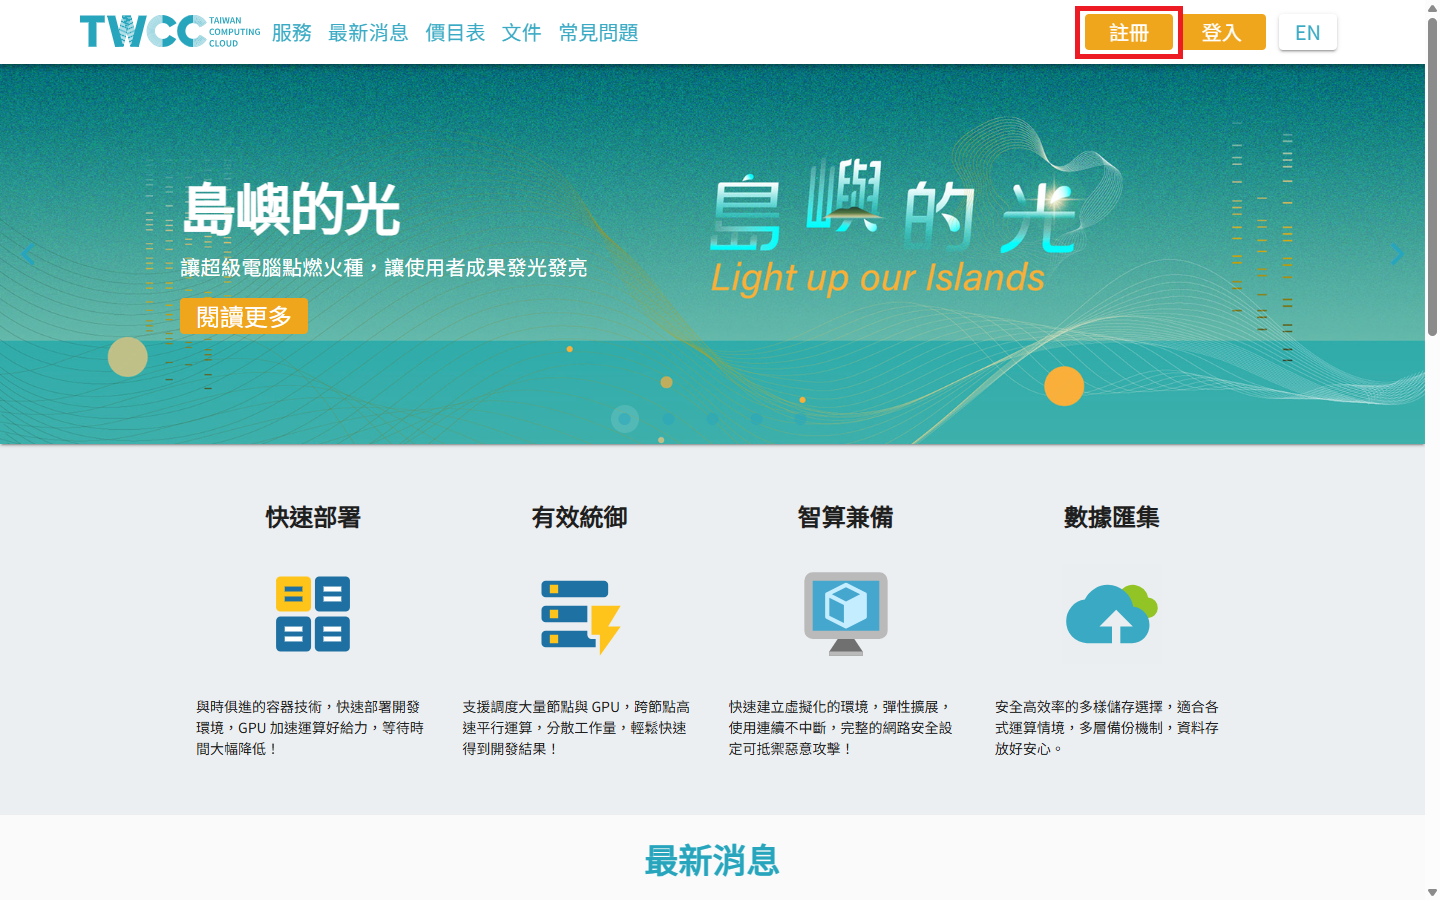 TWCC TAIWAN COMPUTING CLOUD
服務 最新消息 價目表 文件 常見問題
註冊 登入 EN
島嶼的光
讓超級電腦點燃火種，讓使用者成果發光發亮
閱讀更多
島嶼的光
Light up our Islands
快速部署
與時俱進的容器技術，快速部署開發
環境，GPU 加速運算好給力，等待時
間大幅降低！
有效統御
支援調度大量節點與 GPU，跨節點高
速平行運算，分散工作量，輕鬆快速
得到開發結果！
智算兼備
快速建立虛擬化的環境，彈性擴展，
使用連續不中斷，完整的網路安全設
定可抵禦惡意攻擊！
數據匯集
安全高效率的多樣儲存選擇，適合各
式運算情境，多層備份機制，資料存
放好安心。
最新消息